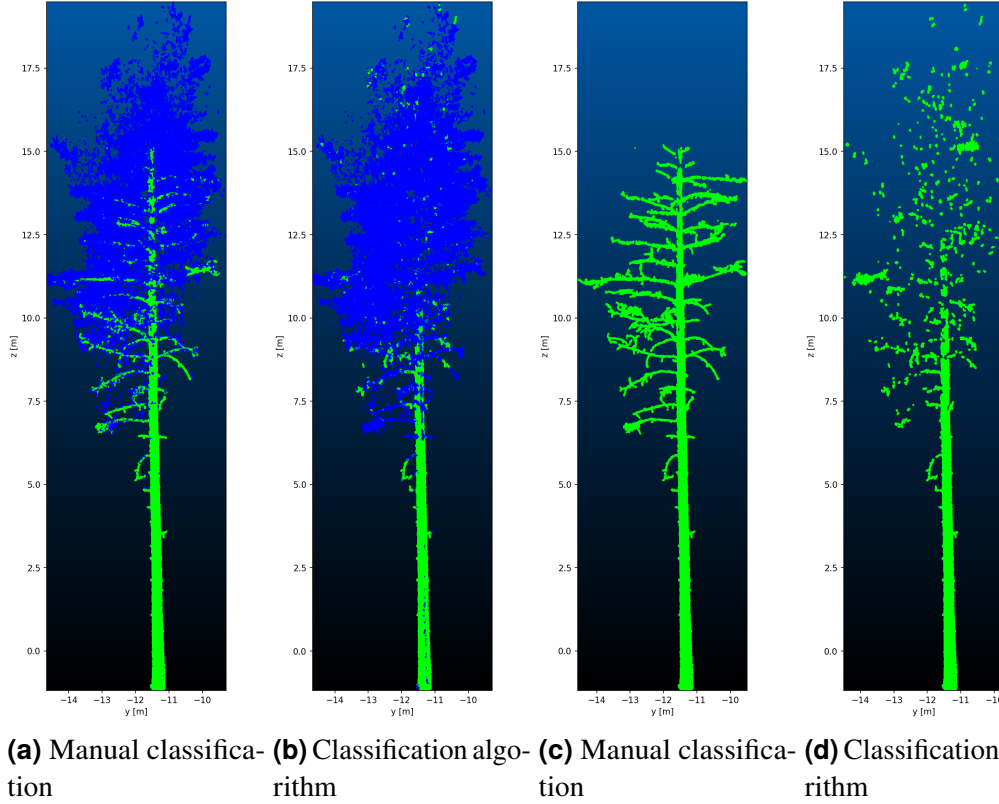 17.5
17.5
17.5
17.5
15.0
15.0
15.0
15.0
12.5
12.5
12.5
12.5
z [m]
10.0
z [m]
10.0
z [m]
10.0
z [m]
10.0
7.5
7.5
7.5
7.5
5.0
5.0
5.0
5.0
2.5
2.5
2.5
2.5
0.0
0.0
0.0
0.0
−14 −13 −12 −11 −10
−14 −13 −12 −11 −10
−14 −13 −12 −11 −10
−14 −13 −12 −11 −10
y [m]
y [m]
y [m]
y [m]
(a) Manual classifica-
tion
(b) Classification algo-
rithm
(c) Manual classifica-
tion
(d) Classification
rithm